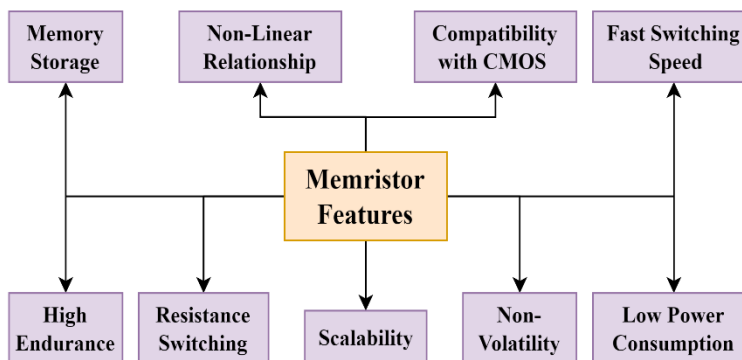 Memory
Storage
Non-Linear
Relationship
Compatibility
with CMOS
Fast Switching
Speed
Memristor
Features
High
Endurance
Resistance
Switching
Scalability
Non-
Volatility
Low Power
Consumption